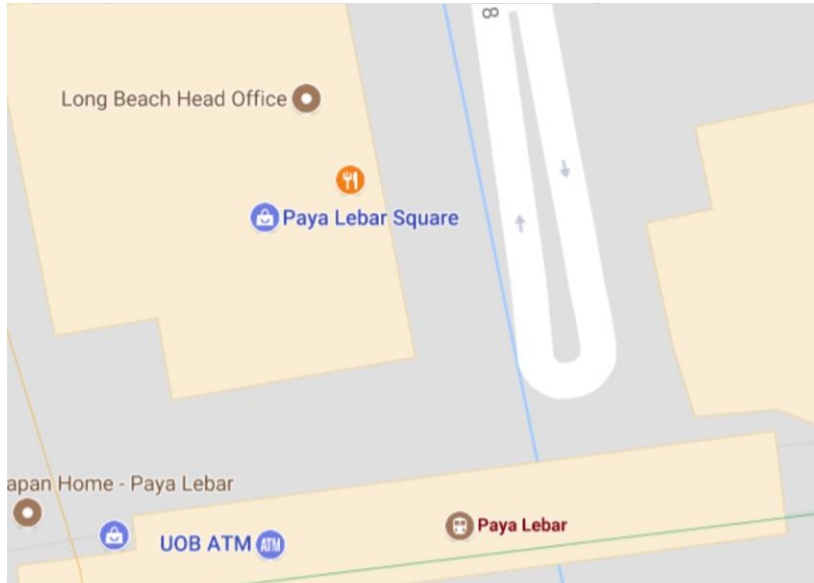 8
Long Beach Head Office
Paya Lebar Square
apan Home - Paya Lebar
UOB ATM ATM
Paya Lebar